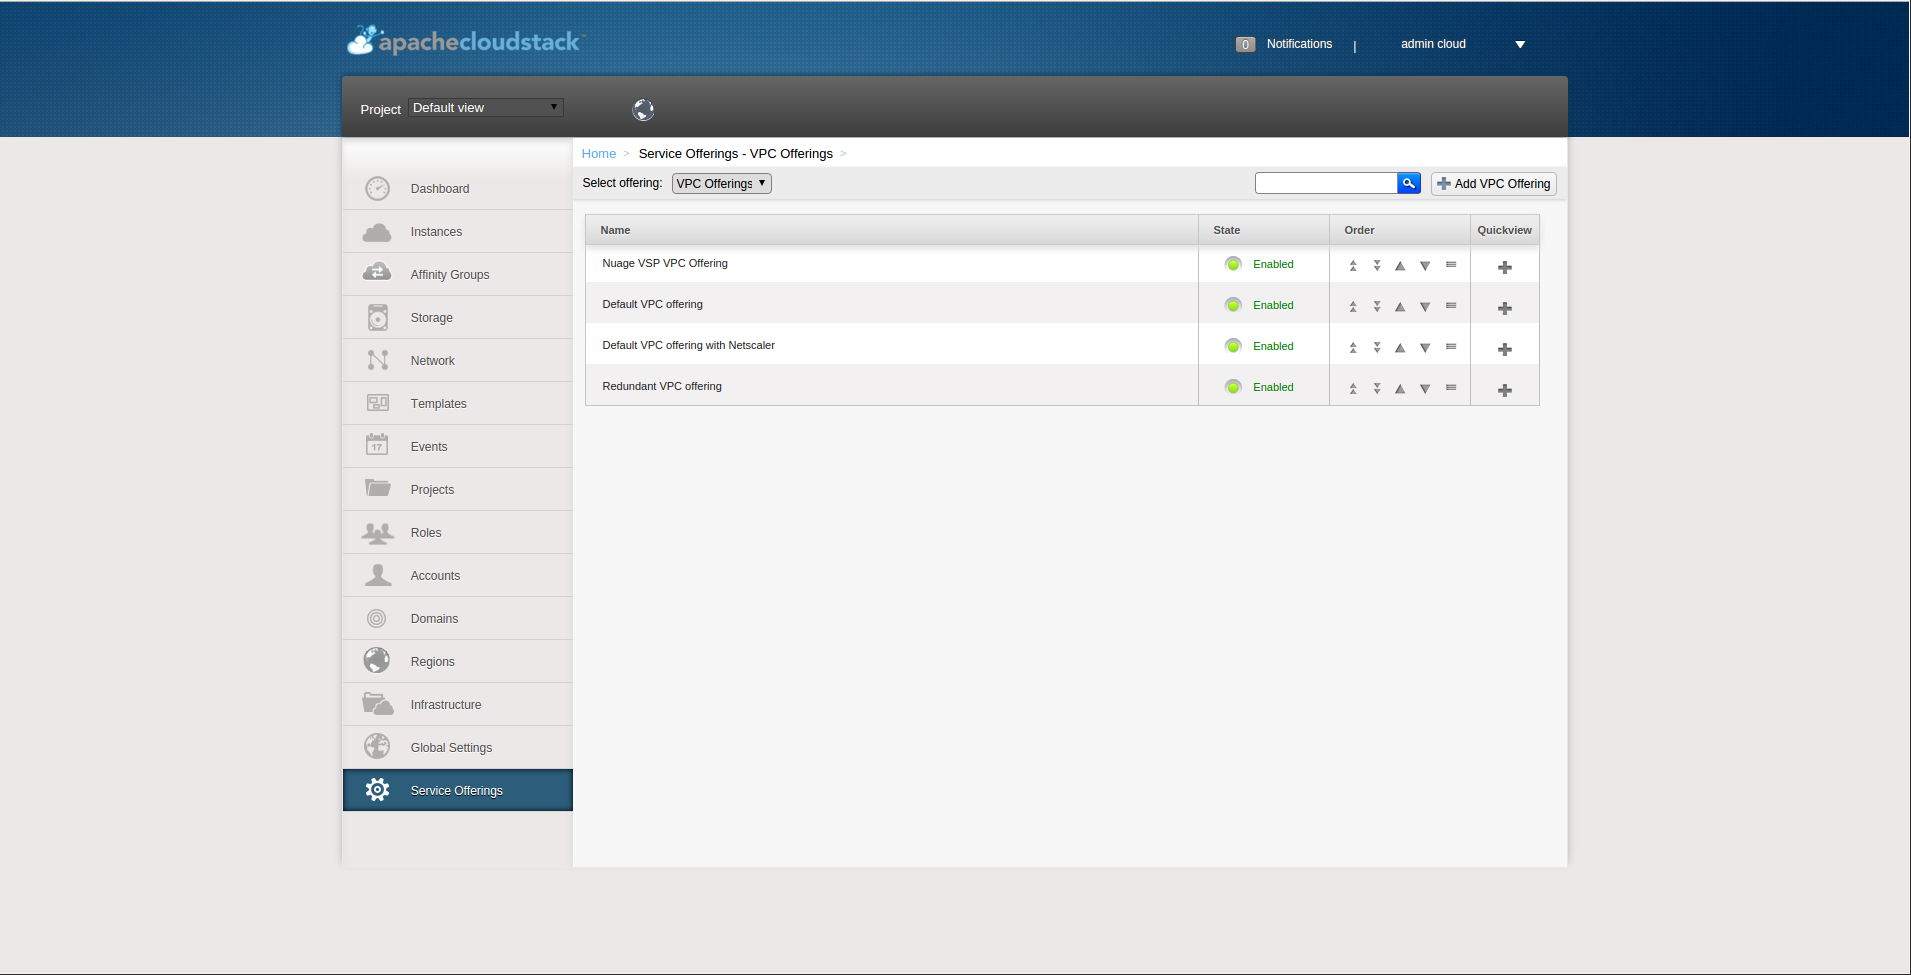 apachecloudstack™
0 Notifications | admin cloud
Project Default view
Home > Service Offerings - VPC Offerings >
Select offering: VPC Offerings
Add VPC Offering
Dashboard
Instances
Affinity Groups
Storage
Network
Templates
17
Events
Projects
Roles
Accounts
Domains
Regions
Infrastructure
Global Settings
Service Offerings
Name State Order Quickview
Nuage VSP VPC Offering Enabled
Default VPC offering Enabled
Default VPC offering with Netscaler Enabled
Redundant VPC offering Enabled